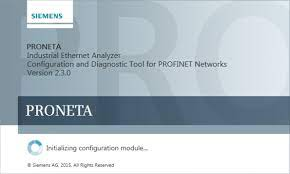 SIEMENS
PRONETA
Industrial Ethernet Analyzer
Configuration and Diagnostic Tool for PROFINET Networks
Version 2.3.0
PRONETA
Initializing configuration module...
© Siemens AG, 2015, All Rights Reserved